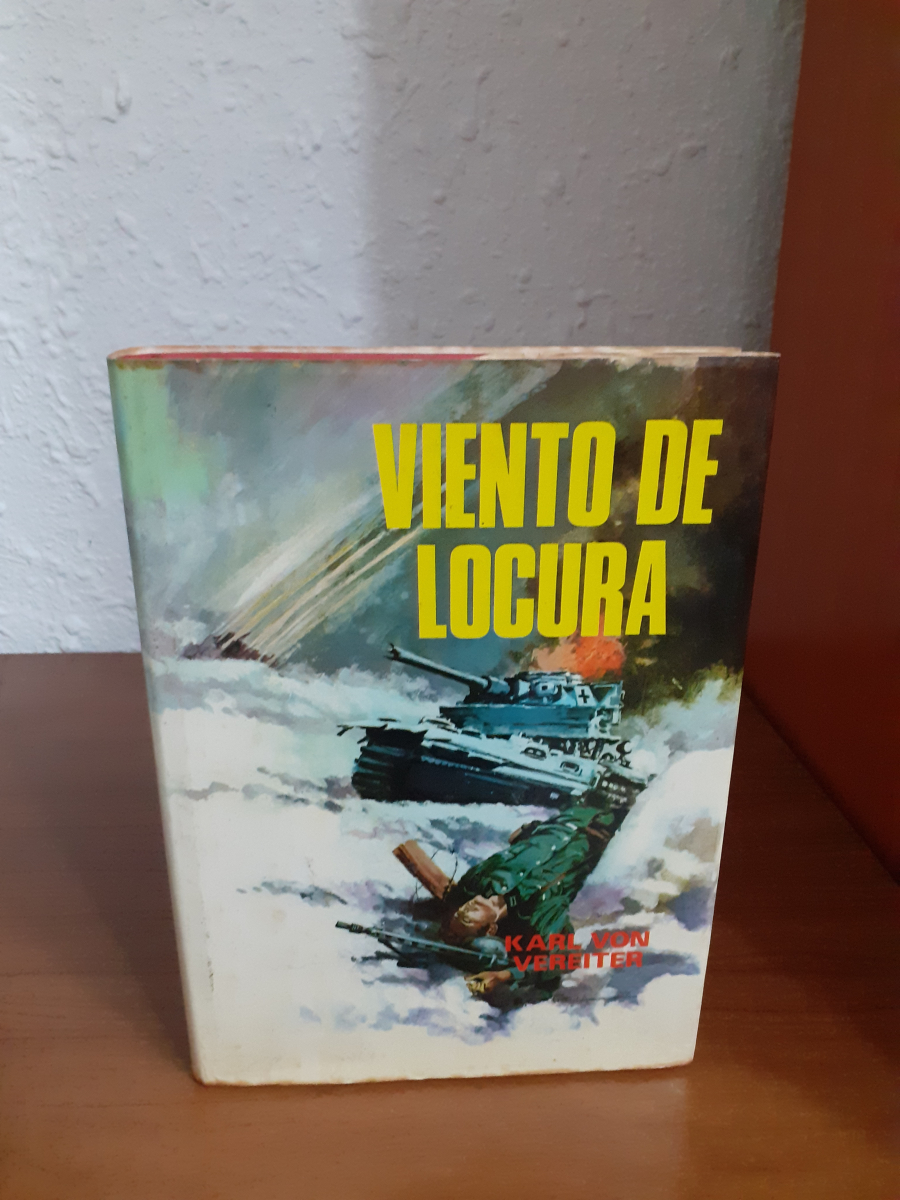 VIENTO DE
LOCURA
KARL VON
VEREITER